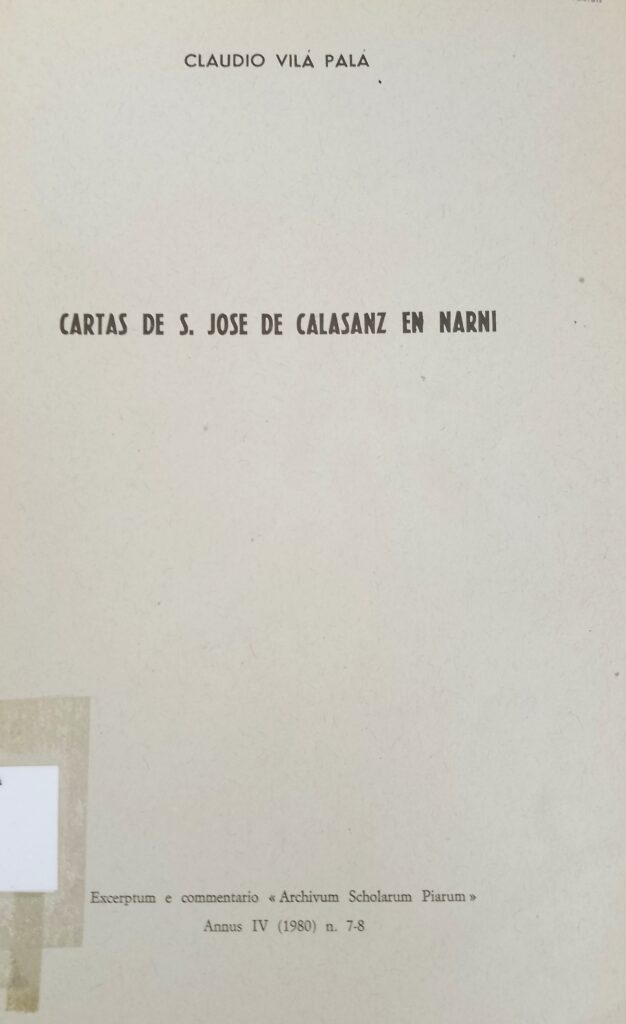 CLAUDIO VILÁ PALÁ
CARTAS DE S. JOSE DE CALASANZ EN NARNI
Excerptum e commentario « Archivum Scholarum Piarum »
Annus IV (1980) n. 7-8